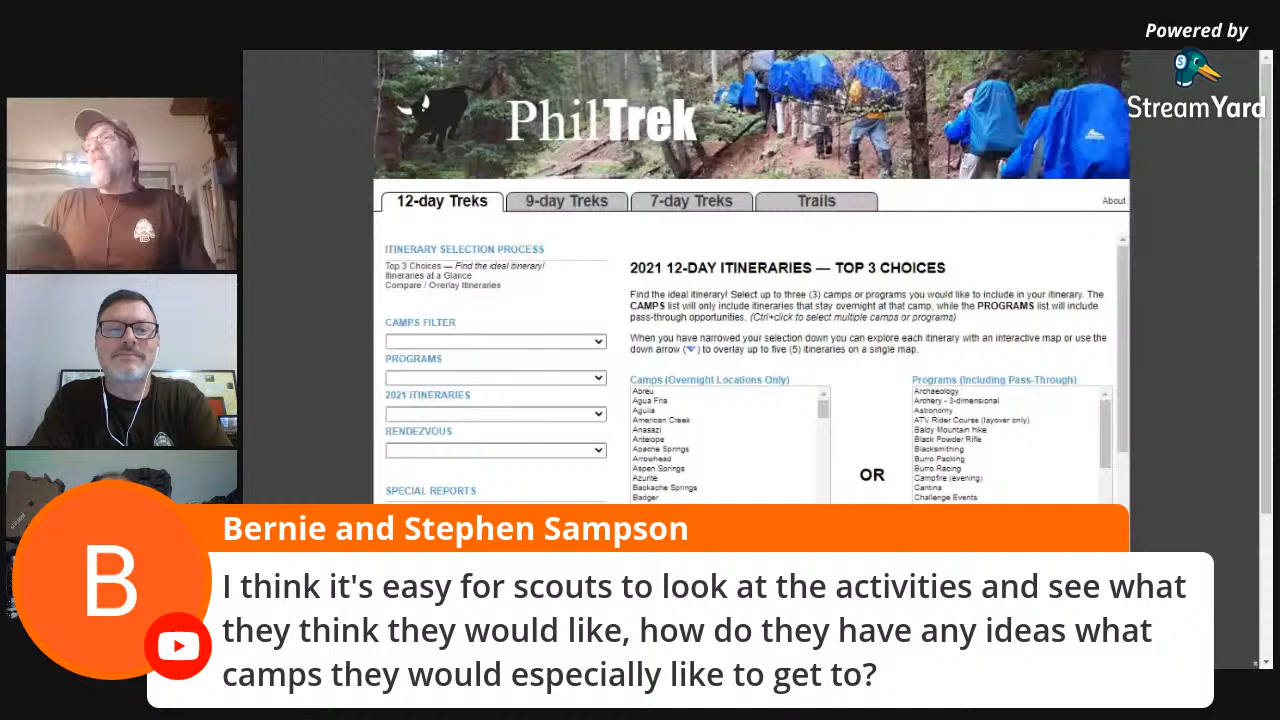 Powered by
StreamYard
PhilTrek
12-day Treks
9-day Treks
7-day Treks
Trails
About
ITINERARY SELECTION PROCESS
Top 3 Choices — Find the ideal itinerary!
Itineraries at a Glance
Compare / Overlay Itineraries
CAMPS FILTER
PROGRAMS
2021 ITINERARIES
RENDEZVOUS
SPECIAL REPORTS
2021 12-DAY ITINERARIES — TOP 3 CHOICES
Find the ideal itinerary! Select up to three (3) camps or programs you would like to include in your itinerary. The
CAMPS list will only include itineraries that stay overnight at that camp, while the PROGRAMS list will include
pass-through opportunities. (Ctrl+click to select multiple camps or programs)
When you have narrowed your selection down you can explore each itinerary with an interactive map or use the
down arrow ( ) to overlay up to five (5) itineraries on a single map.
Camps (Overnight Locations Only)
Abreu
Agua Fria
Aguila
American Creek
Anasazi
Antelope
Apache Springs
Arrowhead
Aspen Springs
Azurite
Backache Springs
Badger
OR
Programs (Including Pass-Through)
Archaeology
Archery - 3-dimensional
Astronomy
ATV Rider Course (layover only)
Baldy Mountain hike
Black Powder Rifle
Blacksmithing
Burro Packing
Burro Racing
Campfire (evening)
Cantina
Challenge Events
B
Bernie and Stephen Sampson
I think it's easy for scouts to look at the activities and see what
they think they would like, how do they have any ideas what
camps they would especially like to get to?